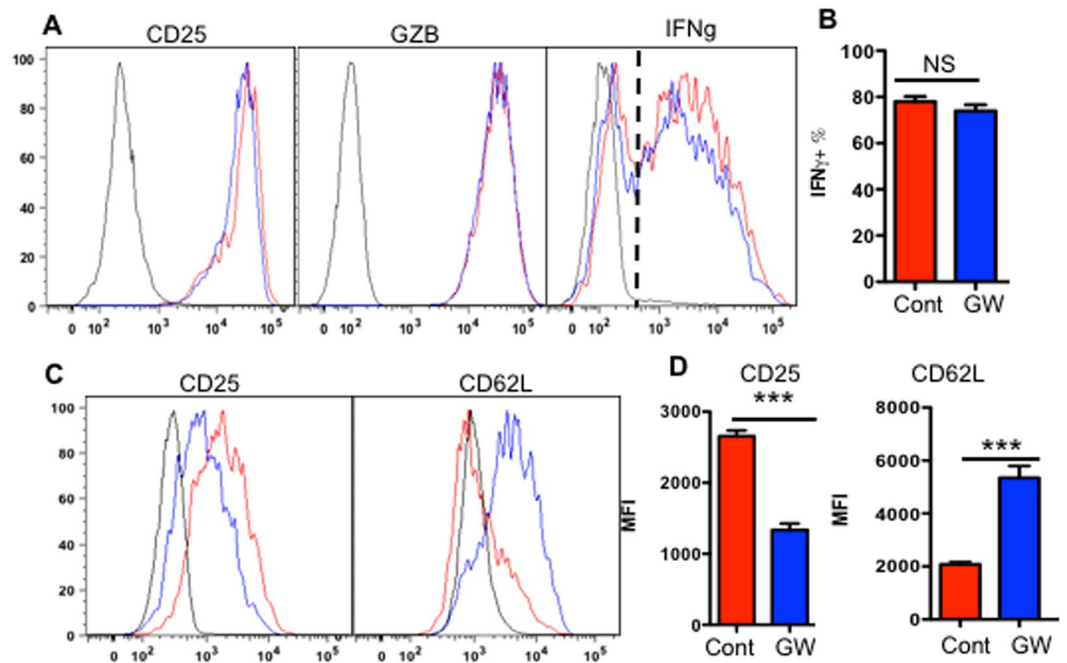 A
CD25
GZB
IFNg
100
80
60
40
20
0
0 10² 10³ 10⁴ 10⁵
0 10² 10³ 10⁴ 10⁵
0 10² 10³ 10⁴ 10⁵
B
NS
IFNγ+ %
100
80
60
40
20
0
Cont GW
C
CD25
CD62L
100
80
60
40
20
0
0 10² 10³ 10⁴ 10⁵
0 10³ 10⁴ 10⁵
D
CD25
***
MFI
3000
2000
1000
0
Cont GW
CD62L
***
MFI
8000
6000
4000
2000
0
Cont GW